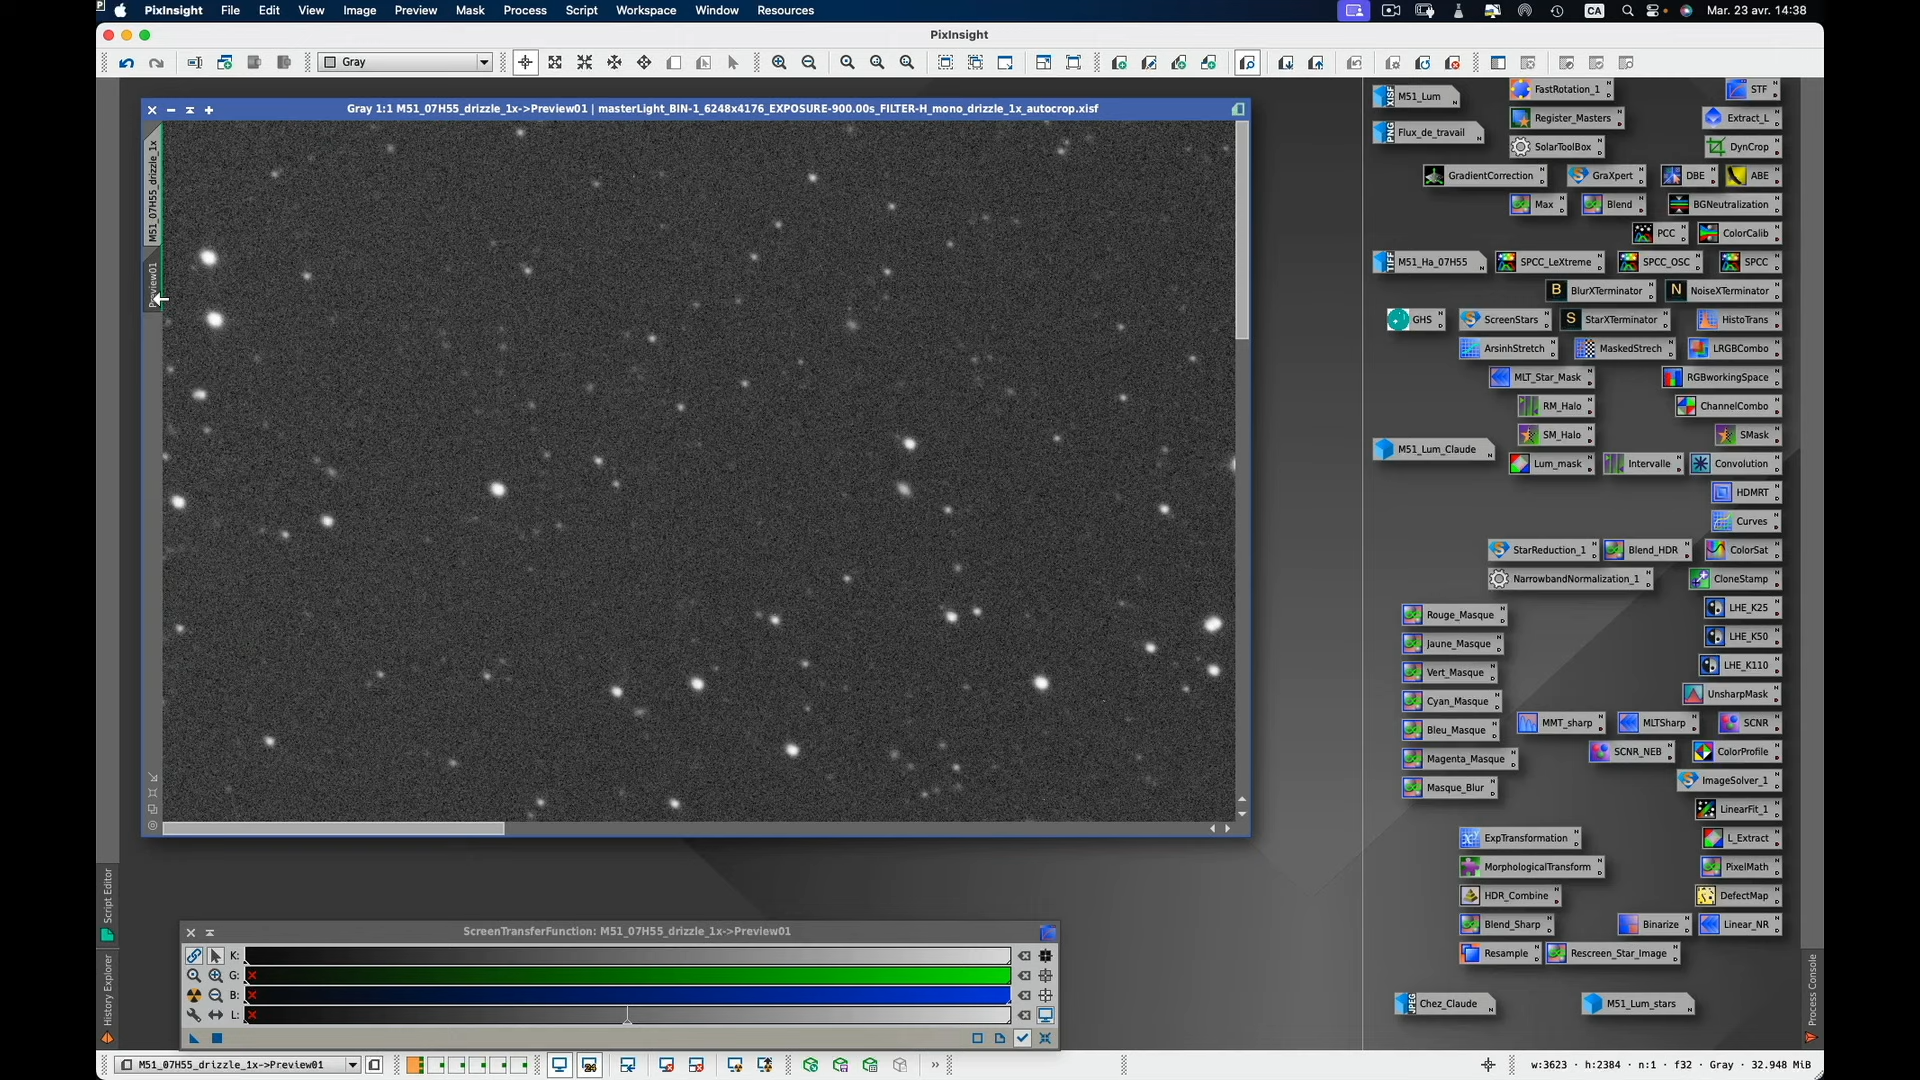 PixInsight File Edit View Image Preview Mask Process Script Workspace Window Resources
CA
Mar. 23 avr. 14:38
PixInsight
Gray
Gray 1:1 M51_07H55_drizzle_1x->Preview01 | masterLight_BIN-1_6248x4176_EXPOSURE-900.00s_FILTER-H_mono_drizzle_1x_autocrop.xisf
M51_07H55_drizzle_1x
Preview01
XISF M51_Lum
FastRotation_1
STF
Register_Masters
Extract_L
PNG Flux_de_travail
SolarToolBox
DynCrop
GradientCorrection
GraXpert
DBE
ABE
Max
Blend
BGNeutralization
PCC
ColorCalib
TIFF M51_Ha_07H55
SPCC_LeXtreme
SPCC_OSC
SPCC
B BlurXTerminator
N NoiseXTerminator
GHS
ScreenStars
S StarXTerminator
HistoTrans
ArsinhStretch
MaskedStrech
LRGBCombo
MLT_Star_Mask
RGBworkingSpace
RM_Halo
ChannelCombo
SM_Halo
SMask
M51_Lum_Claude
Lum_mask
Intervalle
Convolution
HDMRT
Curves
StarReduction_1
Blend_HDR
ColorSat
NarrowbandNormalization_1
CloneStamp
LHE_K25
Rouge_Masque
LHE_K50
Jaune_Masque
LHE_K110
Vert_Masque
UnsharpMask
Cyan_Masque
MMT_sharp
MLTSharp
SCNR
Bleu_Masque
SCNR_NEB
ColorProfile
Magenta_Masque
ImageSolver_1
Masque_Blur
LinearFit_1
ExpTransformation
L_Extract
MorphologicalTransform
PixelMath
HDR_Combine
DefectMap
Blend_Sharp
Binarize
Linear_NR
Resample
Rescreen_Star_Image
JPEG Chez_Claude
M51_Lum_stars
Script Editor
History Explorer
Process Console
ScreenTransferFunction: M51_07H55_drizzle_1x->Preview01
K:
G:
B:
L:
M51_07H55_drizzle_1x->Preview01
w:3623 · h:2384 · n:1 · f32 · Gray · 32.948 MiB